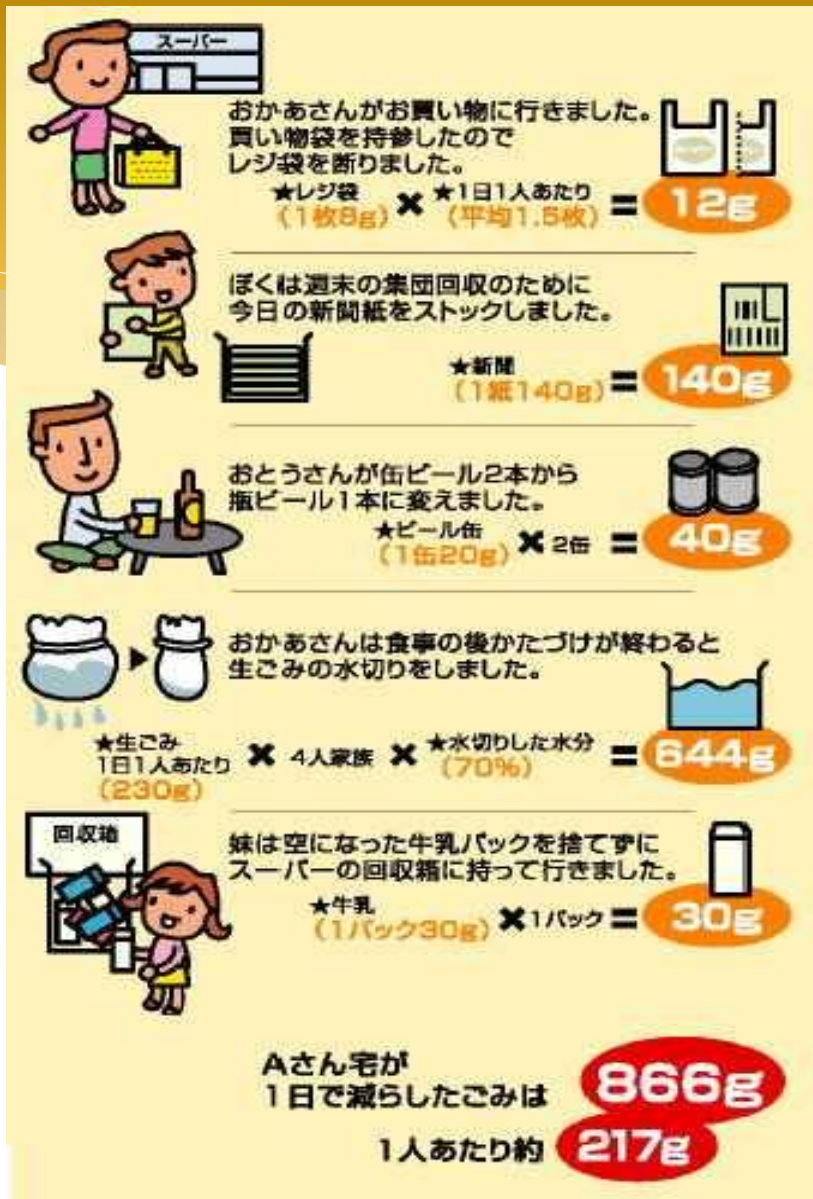 スーパー
おかあさんがお買い物に行きました。
買い物袋を持参したので
レジ袋を断りました。
★レジ袋 ★1日1人あたり
(1枚8g) × (平均1.5枚) = 12g
ぼくは週末の集団回収のために
今日の新聞紙をストックしました。
★新聞
(1紙140g) = 140g
おとうさんが缶ビール2本から
瓶ビール1本に変えました。
★ビール缶
(1缶20g) × 2缶 = 40g
おかあさんは食事の後かたづけが終わると
生ごみの水切りをしました。
★生ごみ
1日1人あたり × 4人家族 × ★水切りした水分 = 644g
(230g) (70%)
回収箱
妹は空になった牛乳パックを捨てずに
スーパーの回収箱に持って行きました。
★牛乳
(1パック30g) ×1パック = 30g
Aさん宅が
1日で減らしたごみは 866g
1人あたり約 217g